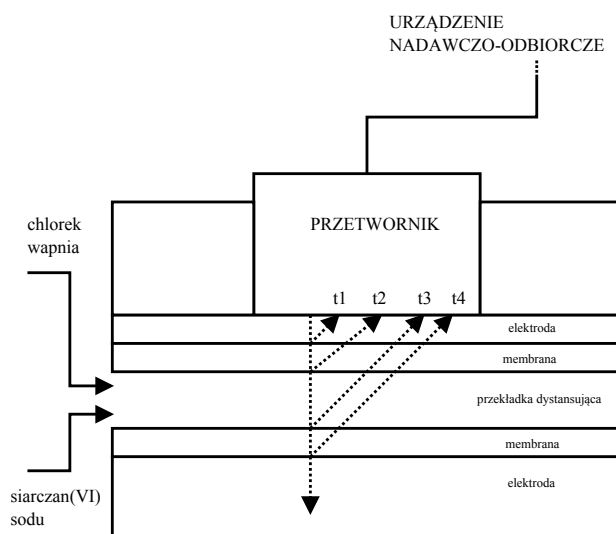 URZĄDZENIE
NADAWCZO-ODBIORCZE
chlorek
wapnia
PRZETWORNIK
t1 t2 t3 t4
elektroda
membrana
przekładka dystansująca
membrana
elektroda
siarczan(VI)
sodu